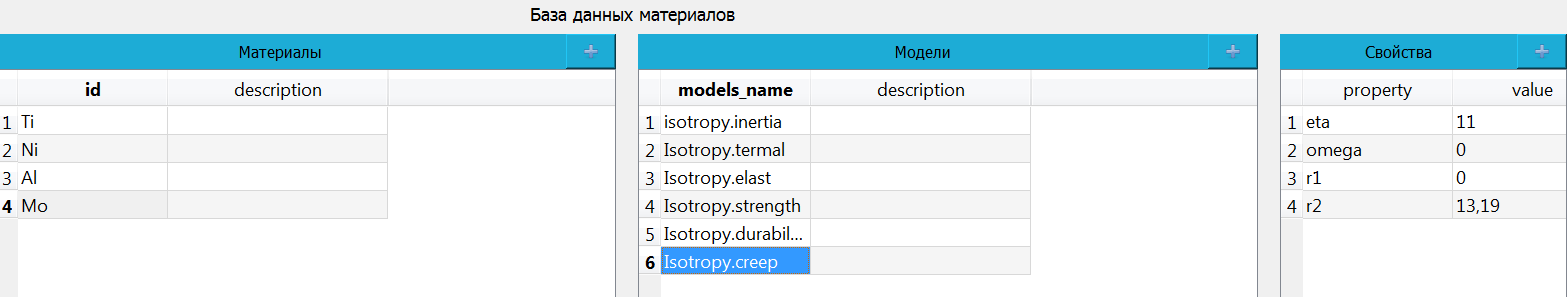 База данных материалов
Материалы
id description
1 Ti
2 Ni
3 Al
4 Mo
Модели
models_name description
1 isotropy.inertia
2 Isotropy.termal
3 Isotropy.elast
4 Isotropy.strength
5 Isotropy.durabil...
6 Isotropy.creep
Свойства
property value
1 eta 11
2 omega 0
3 r1 0
4 r2 13,19